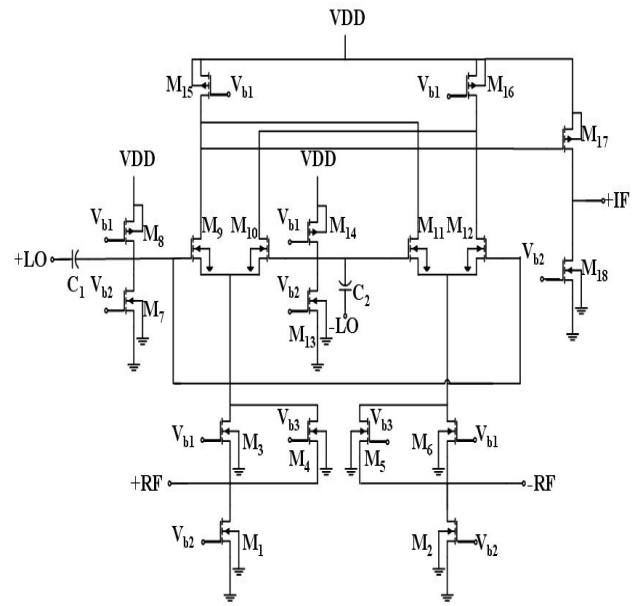 VDD
M15 Vb1 Vb1 M16
M17
VDD VDD
Vb1 M8 M9 M10 Vb1 M14 M11 M12 +IF
+LO C1 Vb2 M7 Vb2 C2 Vb2 M18
M13 -LO
Vb1 M3 Vb3 M4 Vb3 M5 M6 Vb1
+RF -RF
Vb2 M1 M2 Vb2